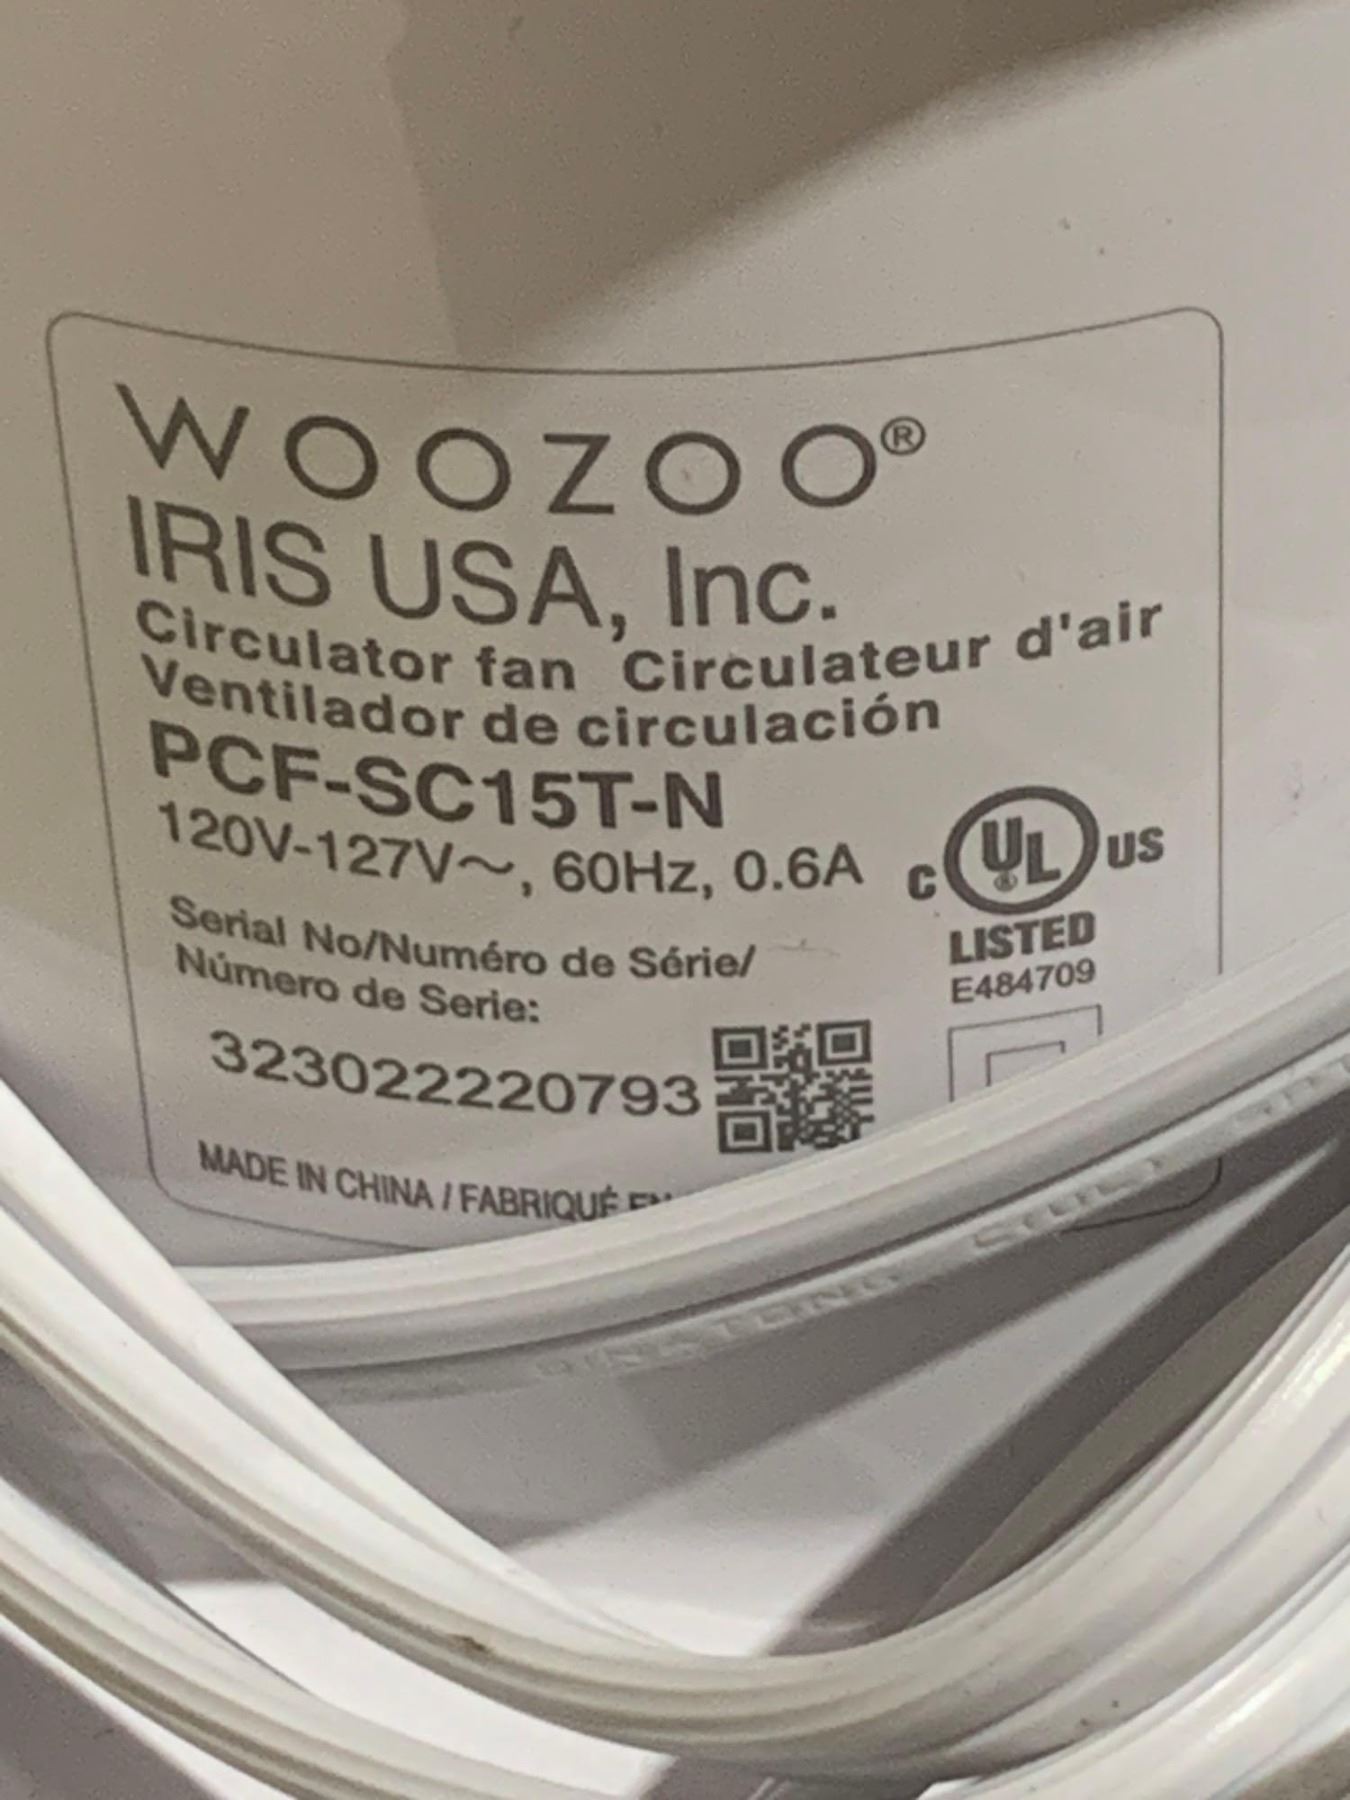 WOOZOO®
IRIS USA, Inc.
Circulator fan Circulateur d'air
Ventilador de circulación
PCF-SC15T-N
120V-127V~, 60Hz, 0.6A
C UL® US
LISTED
E484709
Serial No/Numéro de Série/
Número de Serie:
323022220793
MADE IN CHINA / FABRIQUÉ